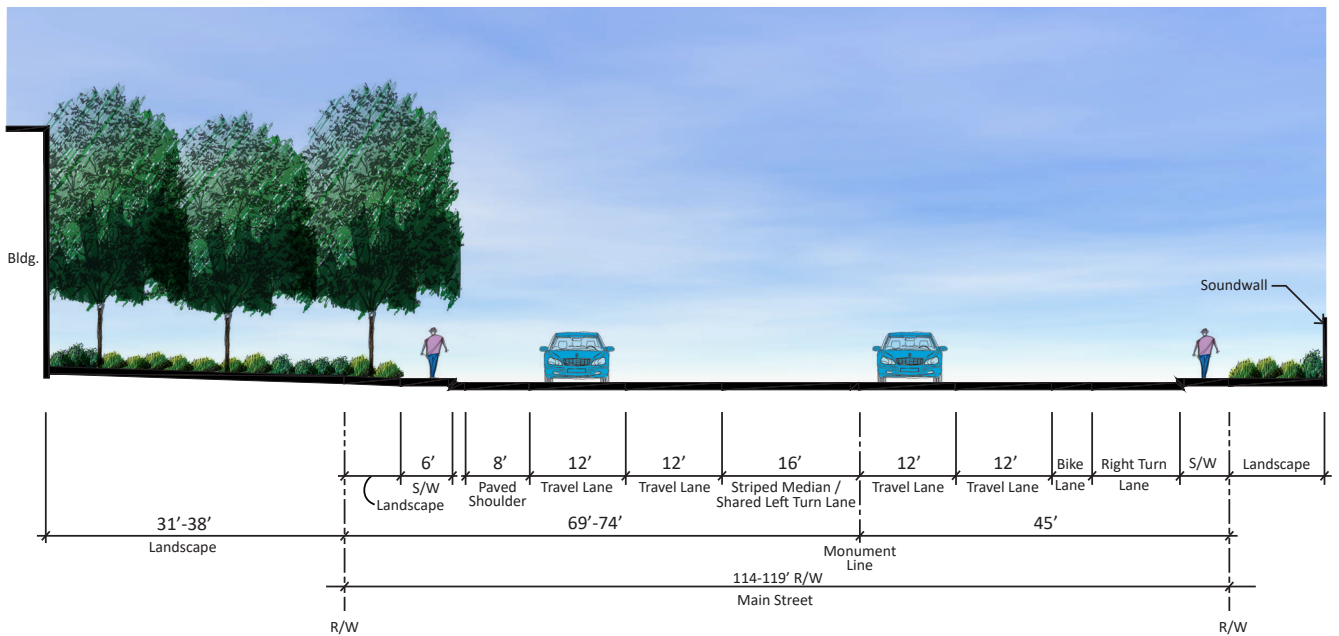 Bldg.
Soundwall
6’
8’
12’
12’
16’
12’
12’
Bike
Lane
Right Turn
Lane
S/W
Landscape
S/W
Landscape
Paved
Shoulder
Travel Lane
Travel Lane
Striped Median /
Shared Left Turn Lane
Travel Lane
Travel Lane
31’-38’
Landscape
69’-74’
45’
Monument
Line
114-119’ R/W
Main Street
R/W
R/W